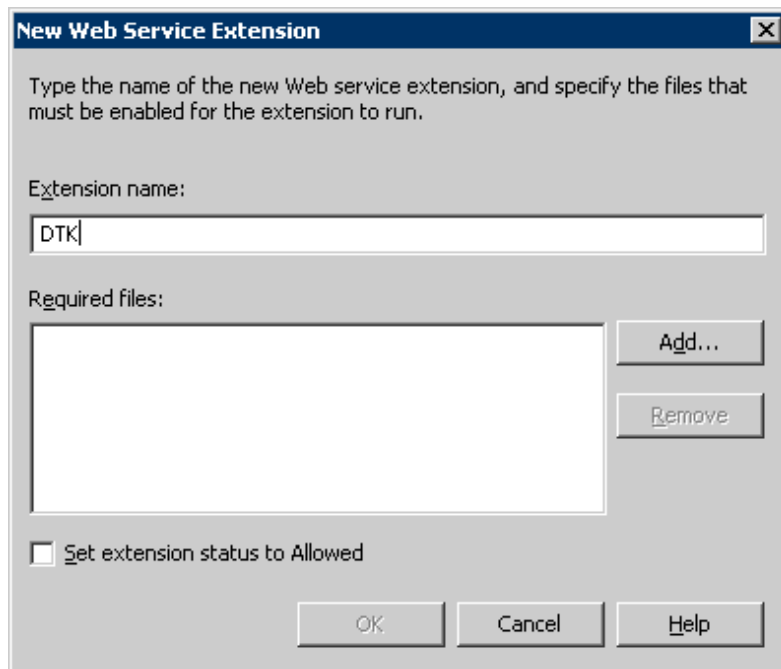 New Web Service Extension
Type the name of the new Web service extension, and specify the files that
must be enabled for the extension to run.
Extension name:
DTK
Required files:
Add...
Remove
Set extension status to Allowed
OK
Cancel
Help